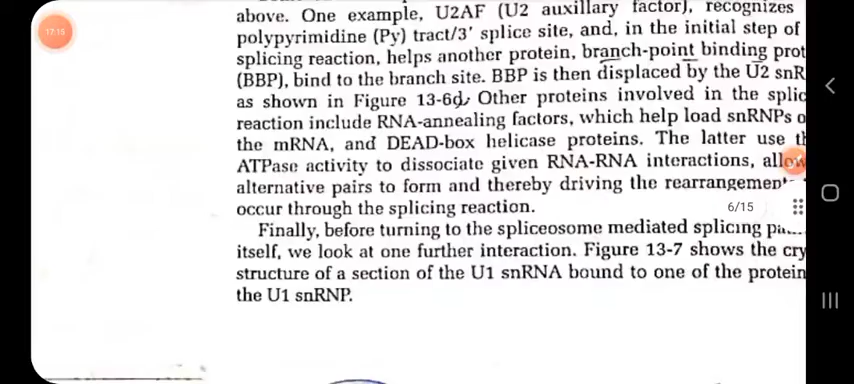 above. One example, U2AF (U2 auxillary factor), recognizes
polypyrimidine (Py) tract/3' splice site, and, in the initial step of
splicing reaction, helps another protein, branch-point binding prot
(BBP), bind to the branch site. BBP is then displaced by the U2 snR
as shown in Figure 13-6d. Other proteins involved in the splic
reaction include RNA-annealing factors, which help load snRNPs o
the mRNA, and DEAD-box helicase proteins. The latter use th
ATPase activity to dissociate given RNA-RNA interactions, allow
alternative pairs to form and thereby driving the rearrangement
occur through the splicing reaction.
Finally, before turning to the spliceosome mediated splicing pa
itself, we look at one further interaction. Figure 13-7 shows the cry
structure of a section of the U1 snRNA bound to one of the protein
the U1 snRNP.
17:15
6/15